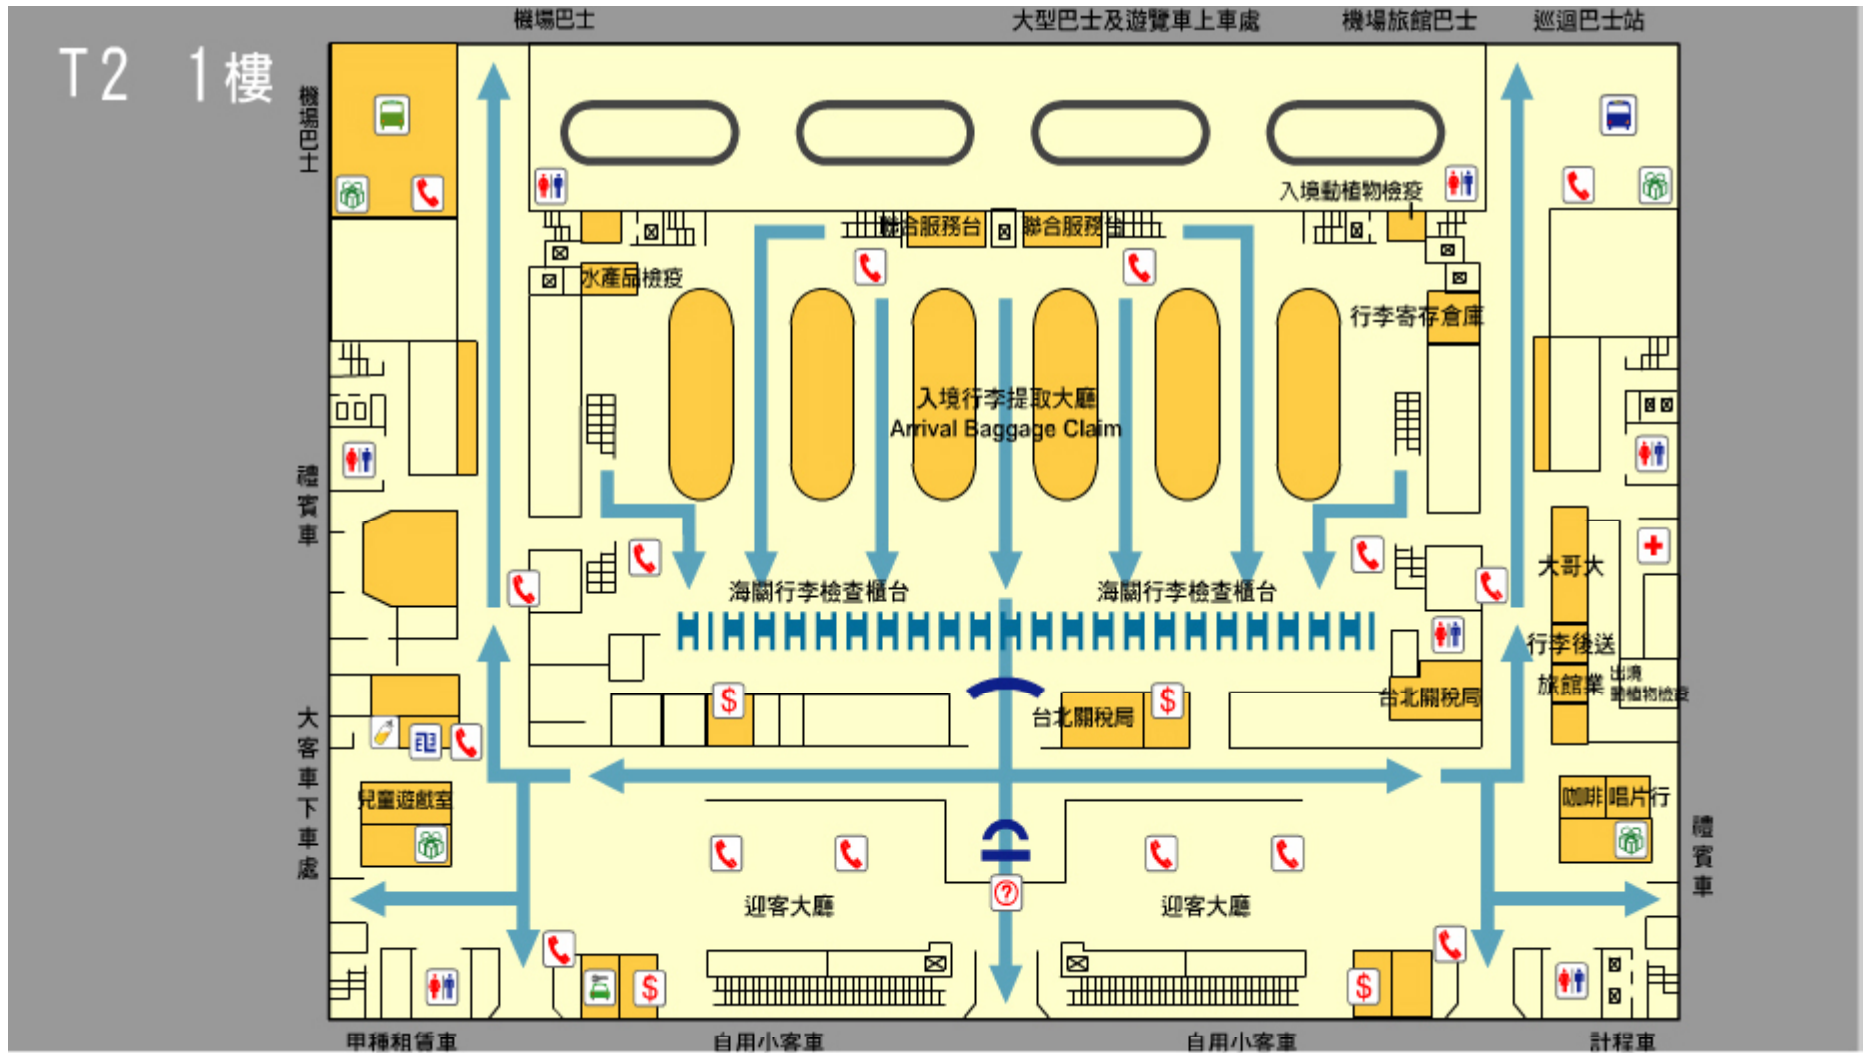 機場巴士
大型巴士及遊覽車上車處
機場旅館巴士
巡迴巴士站
T2 1樓
機場巴士
入境動植物檢疫
聯合服務台
聯合服務台
水產品檢疫
行李寄存倉庫
入境行李提取大廳
Arrival Baggage Claim
禮賓車
大哥大
海關行李檢查櫃台
海關行李檢查櫃台
行李後送
旅館業
出境
動植物檢疫
台北關稅局
台北關稅局
大客車下車處
兒童遊戲室
咖啡
唱片行
禮賓車
迎客大廳
迎客大廳
甲種租賃車
自用小客車
自用小客車
計程車